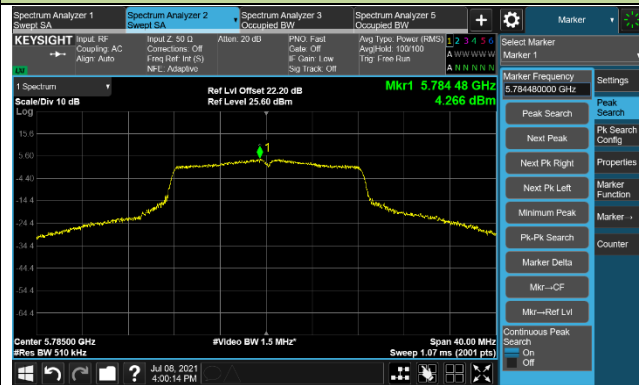 Spectrum Analyzer 1
Swept SA
Spectrum Analyzer 2
Swept SA
Spectrum Analyzer 3
Occupied BW
Spectrum Analyzer 5
Occupied BW
+
Marker
KEYSIGHT
Input: RF
Coupling: AC
Align: Auto
Input Z: 50 Ω
Corrections: Off
Freq Ref: Int (S)
NFE: Adaptive
Atten: 20 dB
PNO: Fast
Gate: Off
IF Gain: Low
Sig Track: Off
Avg Type: Power (RMS)
Avg|Hold: 100/100
Trig: Free Run
1 2 3 4 5 6
A W W W W W
A N N N N N
Select Marker
Marker 1
1 Spectrum
Scale/Div 10 dB
Log
Ref Lvl Offset 22.20 dB
Ref Level 25.60 dBm
Mkr1 5.784 48 GHz
4.266 dBm
15.6
5.60
-4.40
-14.4
-24.4
-34.4
-44.4
-54.4
-64.4
1
Center 5.78500 GHz
#Res BW 510 kHz
#Video BW 1.5 MHz*
Span 40.00 MHz
Sweep 1.07 ms (2001 pts)
Marker Frequency
5.784480000 GHz
Peak Search
Next Peak
Next Pk Right
Next Pk Left
Minimum Peak
Pk-Pk Search
Marker Delta
Mkr→CF
Mkr→Ref Lvl
Continuous Peak
Search
On
Off
Settings
Peak
Search
Pk Search
Config
Properties
Marker
Function
Marker→
Counter
?
Jul 08, 2021
4:00:14 PM